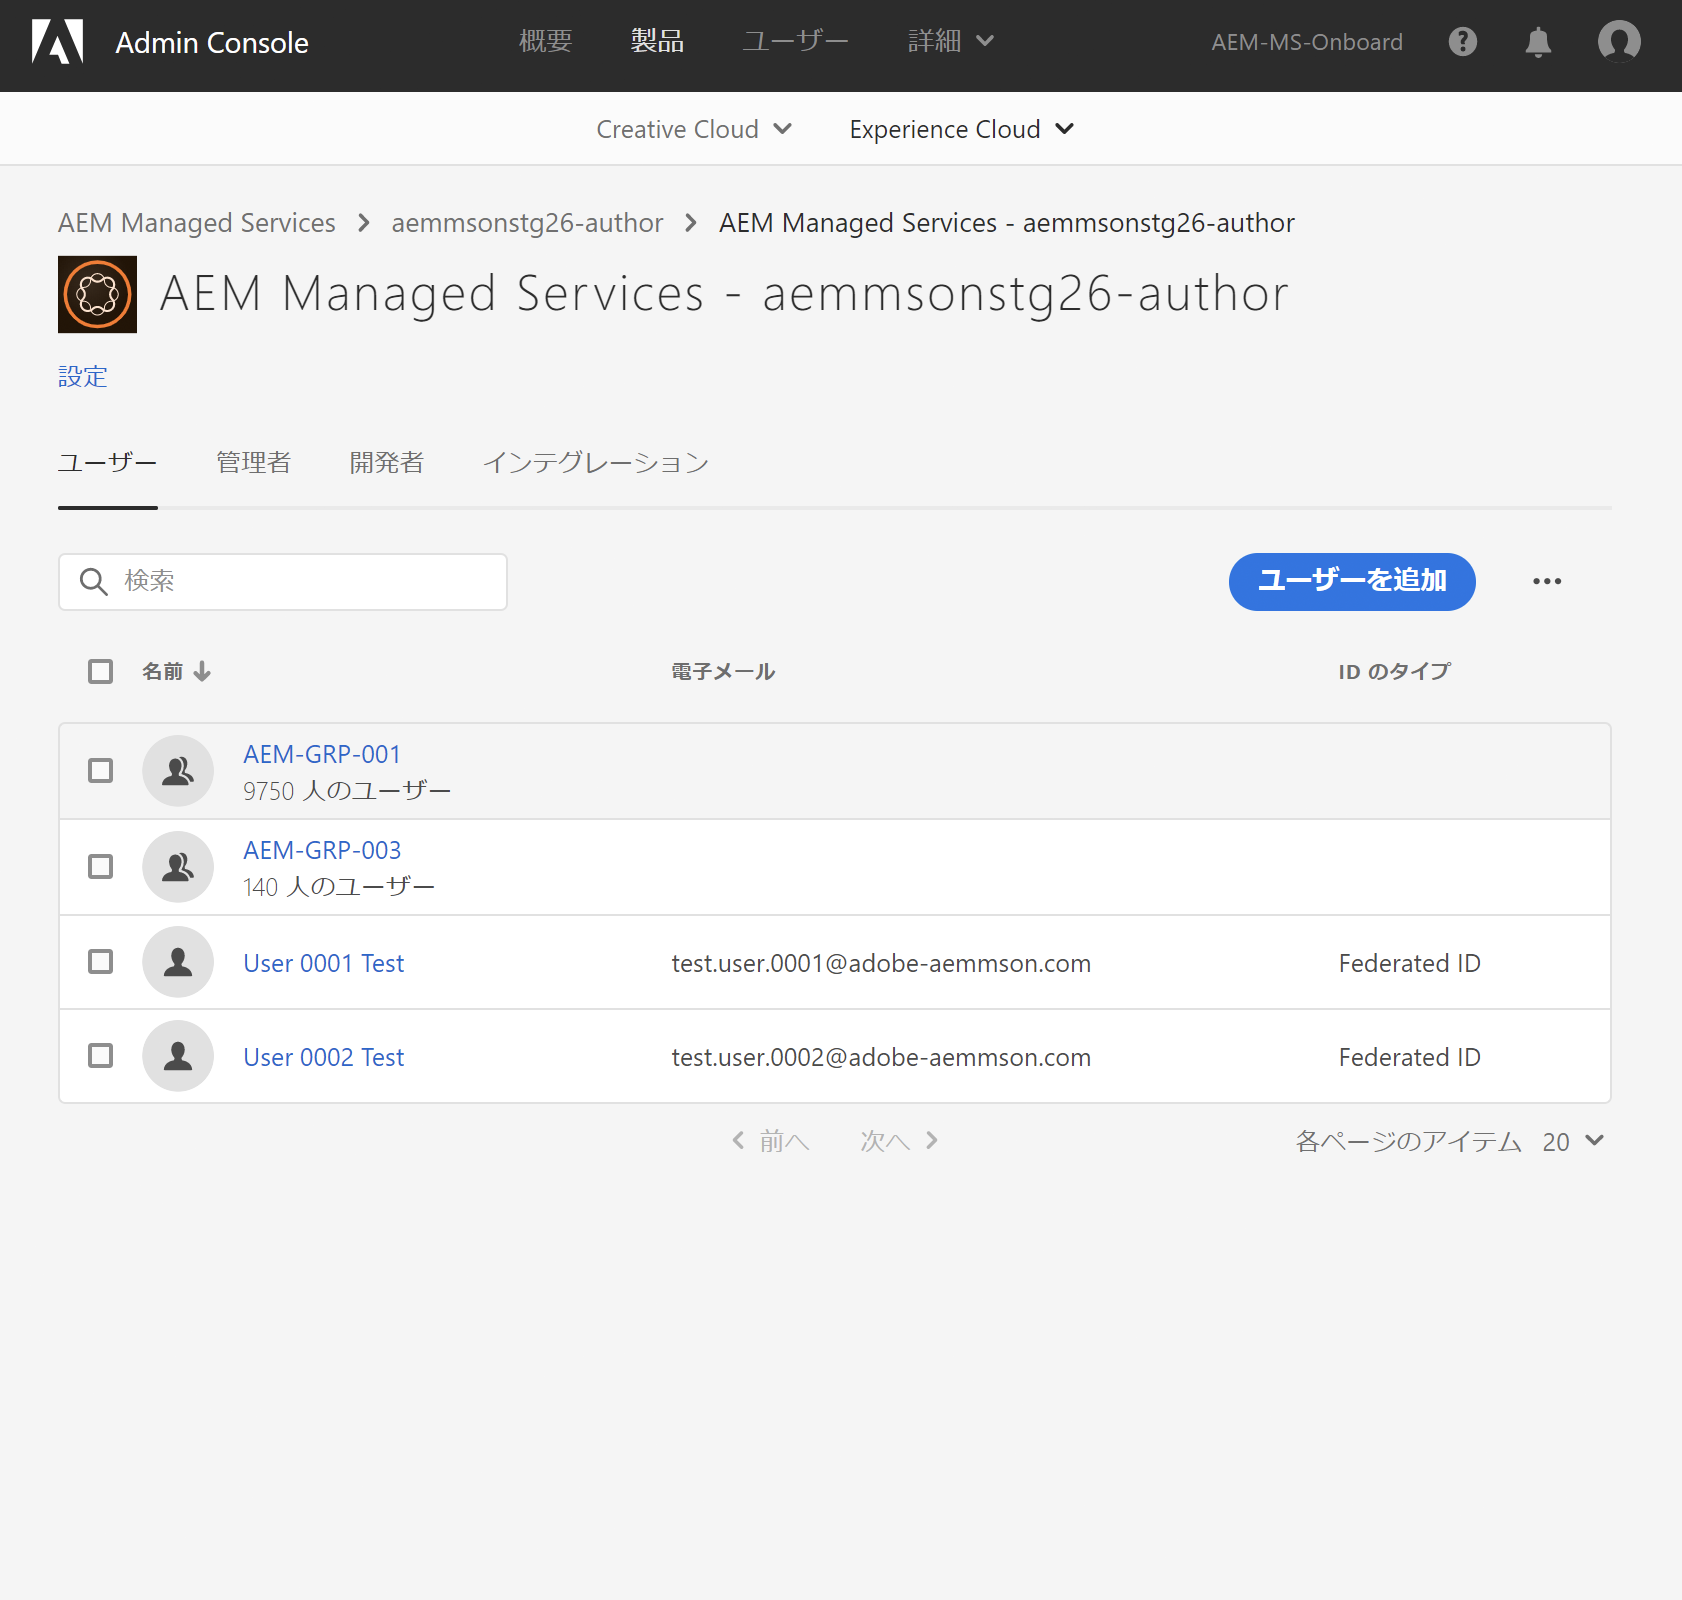 Admin Console 概要 製品 ユーザー 詳細 AEM-MS-Onboard
Creative Cloud Experience Cloud
AEM Managed Services > aemmsonstg26-author > AEM Managed Services - aemmsonstg26-author
AEM Managed Services - aemmsonstg26-author
設定
ユーザー 管理者 開発者 インテグレーション
検索 ユーザーを追加 •••
名前 電子メール ID のタイプ
AEM-GRP-001
9750 人のユーザー
AEM-GRP-003
140 人のユーザー
User 0001 Test test.user.0001@adobe-aemmson.com Federated ID
User 0002 Test test.user.0002@adobe-aemmson.com Federated ID
前へ 次へ 各ページのアイテム 20